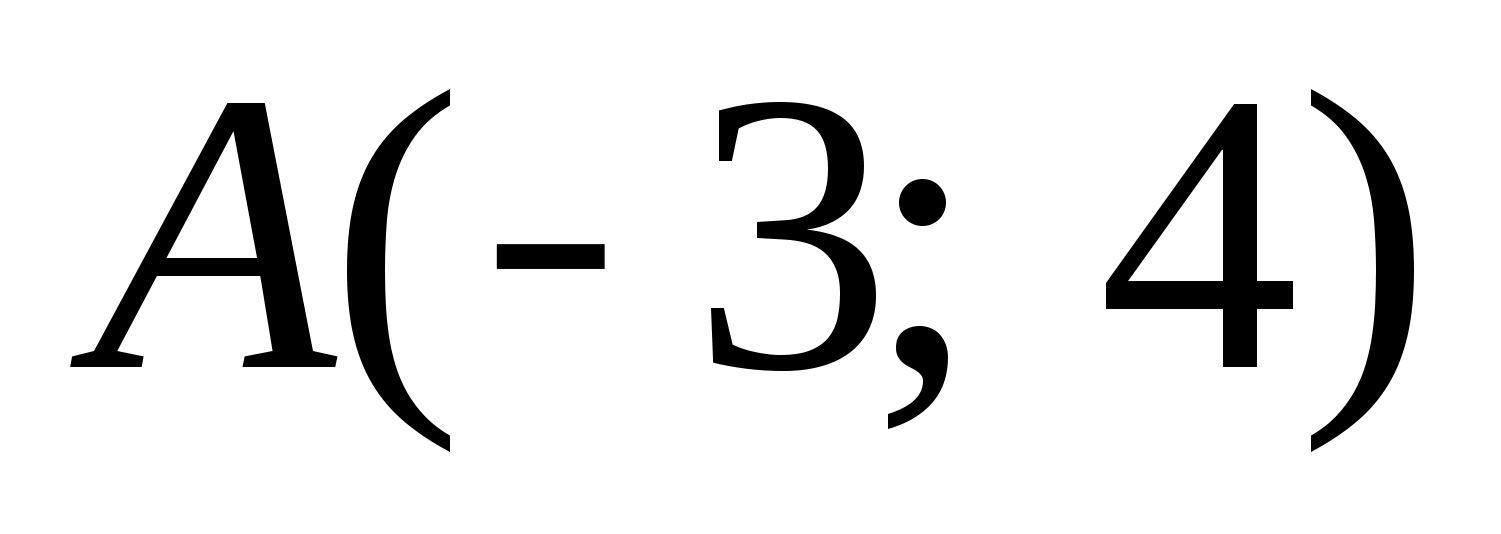 A(- 3; 4)